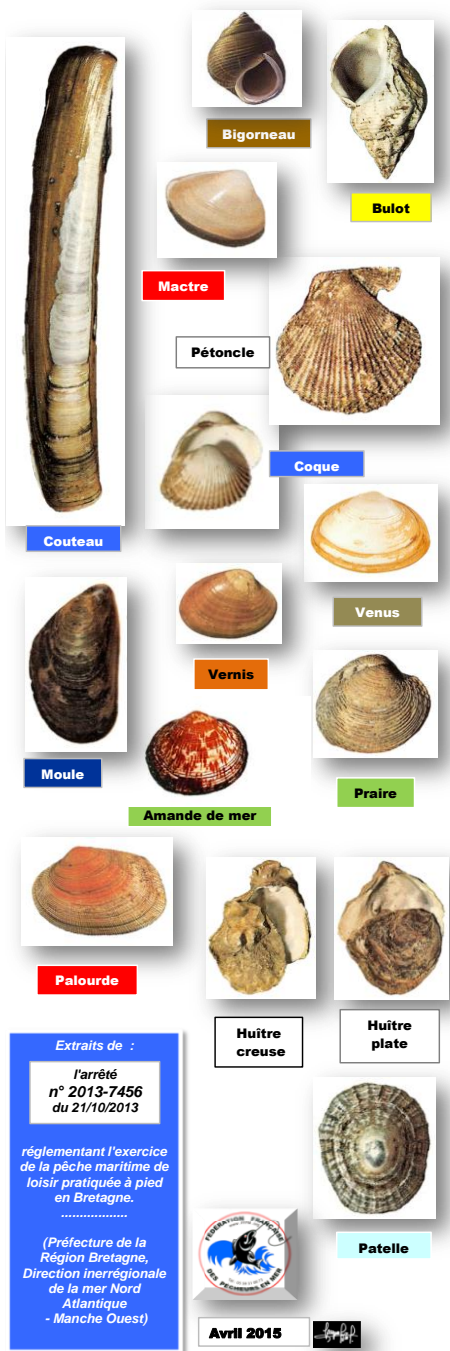 Bigorneau
Bulot
Mactre
Pétoncle
Coque
Couteau
Venus
Vernis
Moule
Praire
Amande de mer
Palourde
Huître
creuse
Huître
plate
Extraits de :
l'arrêté
n° 2013-7456
du 21/10/2013
réglementant l'exercice
de la pêche maritime de
loisir pratiquée à pied
en Bretagne.
..................
(Préfecture de la
Région Bretagne,
Direction inerrégionale
de la mer Nord
Atlantique
- Manche Ouest)
Patelle
FEDERATION FRANÇAISE
DES PECHEURS EN MER
Avril 2015